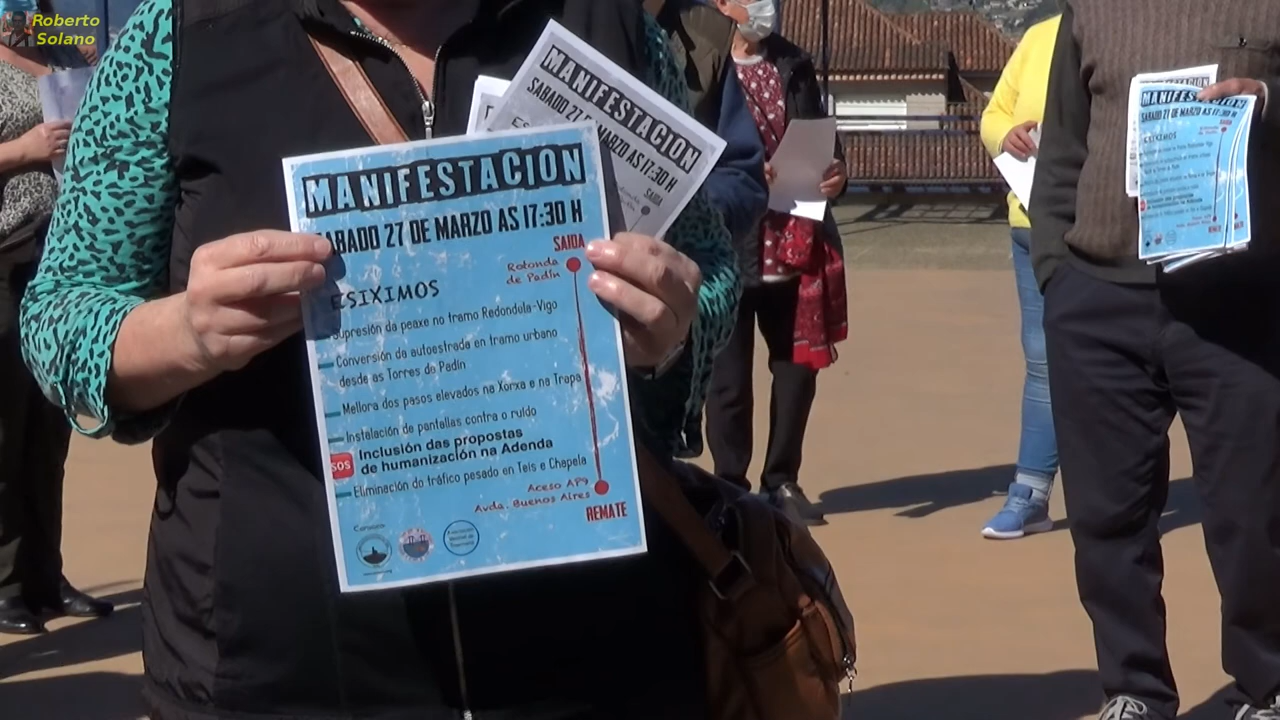 Roberto
Solano
MANIFESTACIÓN
SABADO 27 DE MARZO AS 17:30 H
SAIDA
MANIFESTACION
SABADO 27 DE MARZO AS 17:30 H
SAIDA
Rotonda
de Padín
ESIXIMOS
Supresión da peaxe no tramo Redondela-Vigo
Conversión da autoestrada en tramo urbano
desde as Torres de Padín
Mellora dos pasos elevados na Xorxa e na Trapa
Instalación de pantallas contra o ruído
SOS Inclusión das propostas
de humanización na Adenda
Eliminación do tráfico pesado en Teis e Chapela
Aceso AP9
Avda. Buenos Aires
REMATE
Convoca
MANIFESTACION
SABADO 27 DE MARZO AS 17:30 H
ESIXIMOS